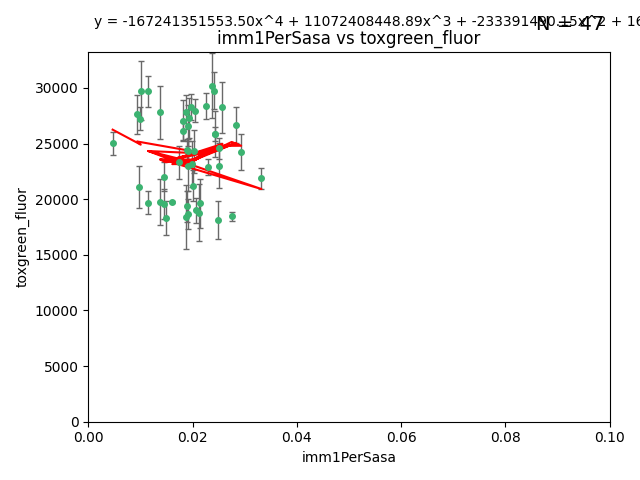 y = -167241351553.50x^4 + 11072408448.89x^3 + -233391490.15x^2 + 16
N = 47
imm1PerSasa vs toxgreen_fluor
30000
25000
20000
15000
10000
5000
0
toxgreen_fluor
0.00 0.02 0.04 0.06 0.08 0.10
imm1PerSasa